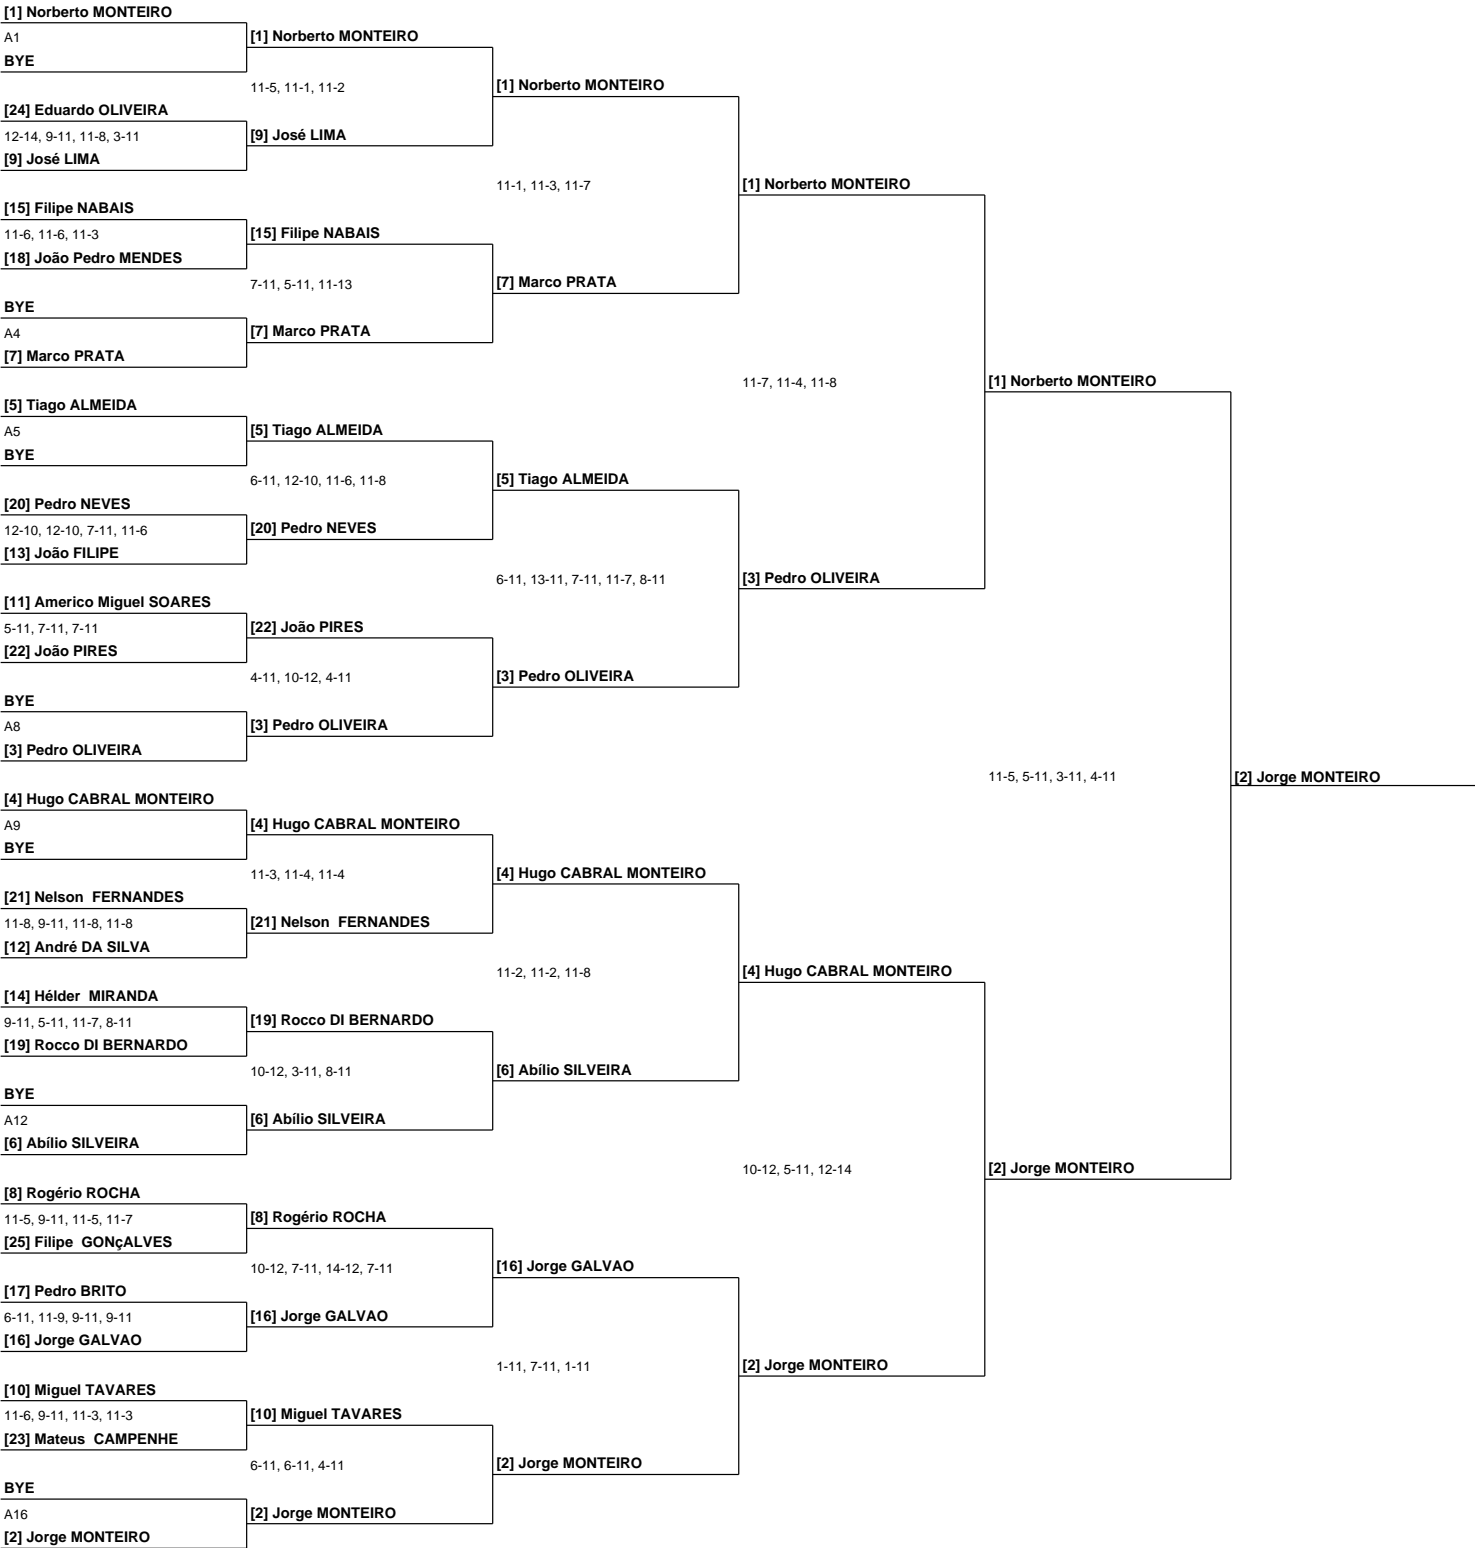 [1] Norberto MONTEIRO
A1
BYE
[24] Eduardo OLIVEIRA
12-14, 9-11, 11-8, 3-11
[9] José LIMA
[15] Filipe NABAIS
11-6, 11-6, 11-3
[18] João Pedro MENDES
BYE
A4
[7] Marco PRATA
[5] Tiago ALMEIDA
A5
BYE
[20] Pedro NEVES
12-10, 12-10, 7-11, 11-6
[13] João FILIPE
[11] Americo Miguel SOARES
5-11, 7-11, 7-11
[22] João PIRES
BYE
A8
[3] Pedro OLIVEIRA
[4] Hugo CABRAL MONTEIRO
A9
BYE
[21] Nelson  FERNANDES
11-8, 9-11, 11-8, 11-8
[12] André DA SILVA
[14] Hélder  MIRANDA
9-11, 5-11, 11-7, 8-11
[19] Rocco DI BERNARDO
BYE
A12
[6] Abílio SILVEIRA
[8] Rogério ROCHA
11-5, 9-11, 11-5, 11-7
[25] Filipe  GONçALVES
[17] Pedro BRITO
6-11, 11-9, 9-11, 9-11
[16] Jorge GALVAO
[10] Miguel TAVARES
11-6, 9-11, 11-3, 11-3
[23] Mateus  CAMPENHE
BYE
A16
[2] Jorge MONTEIRO
[1] Norberto MONTEIRO
11-5, 11-1, 11-2
[9] José LIMA
[15] Filipe NABAIS
7-11, 5-11, 11-13
[7] Marco PRATA
[5] Tiago ALMEIDA
6-11, 12-10, 11-6, 11-8
[20] Pedro NEVES
[22] João PIRES
4-11, 10-12, 4-11
[3] Pedro OLIVEIRA
[4] Hugo CABRAL MONTEIRO
11-3, 11-4, 11-4
[21] Nelson  FERNANDES
[19] Rocco DI BERNARDO
10-12, 3-11, 8-11
[6] Abílio SILVEIRA
[8] Rogério ROCHA
10-12, 7-11, 14-12, 7-11
[16] Jorge GALVAO
[10] Miguel TAVARES
6-11, 6-11, 4-11
[2] Jorge MONTEIRO
[1] Norberto MONTEIRO
11-1, 11-3, 11-7
[7] Marco PRATA
[5] Tiago ALMEIDA
6-11, 13-11, 7-11, 11-7, 8-11
[3] Pedro OLIVEIRA
[4] Hugo CABRAL MONTEIRO
11-2, 11-2, 11-8
[6] Abílio SILVEIRA
[16] Jorge GALVAO
1-11, 7-11, 1-11
[2] Jorge MONTEIRO
[1] Norberto MONTEIRO
11-7, 11-4, 11-8
[3] Pedro OLIVEIRA
[4] Hugo CABRAL MONTEIRO
10-12, 5-11, 12-14
[2] Jorge MONTEIRO
[1] Norberto MONTEIRO
11-5, 5-11, 3-11, 4-11
[2] Jorge MONTEIRO
[2] Jorge MONTEIRO